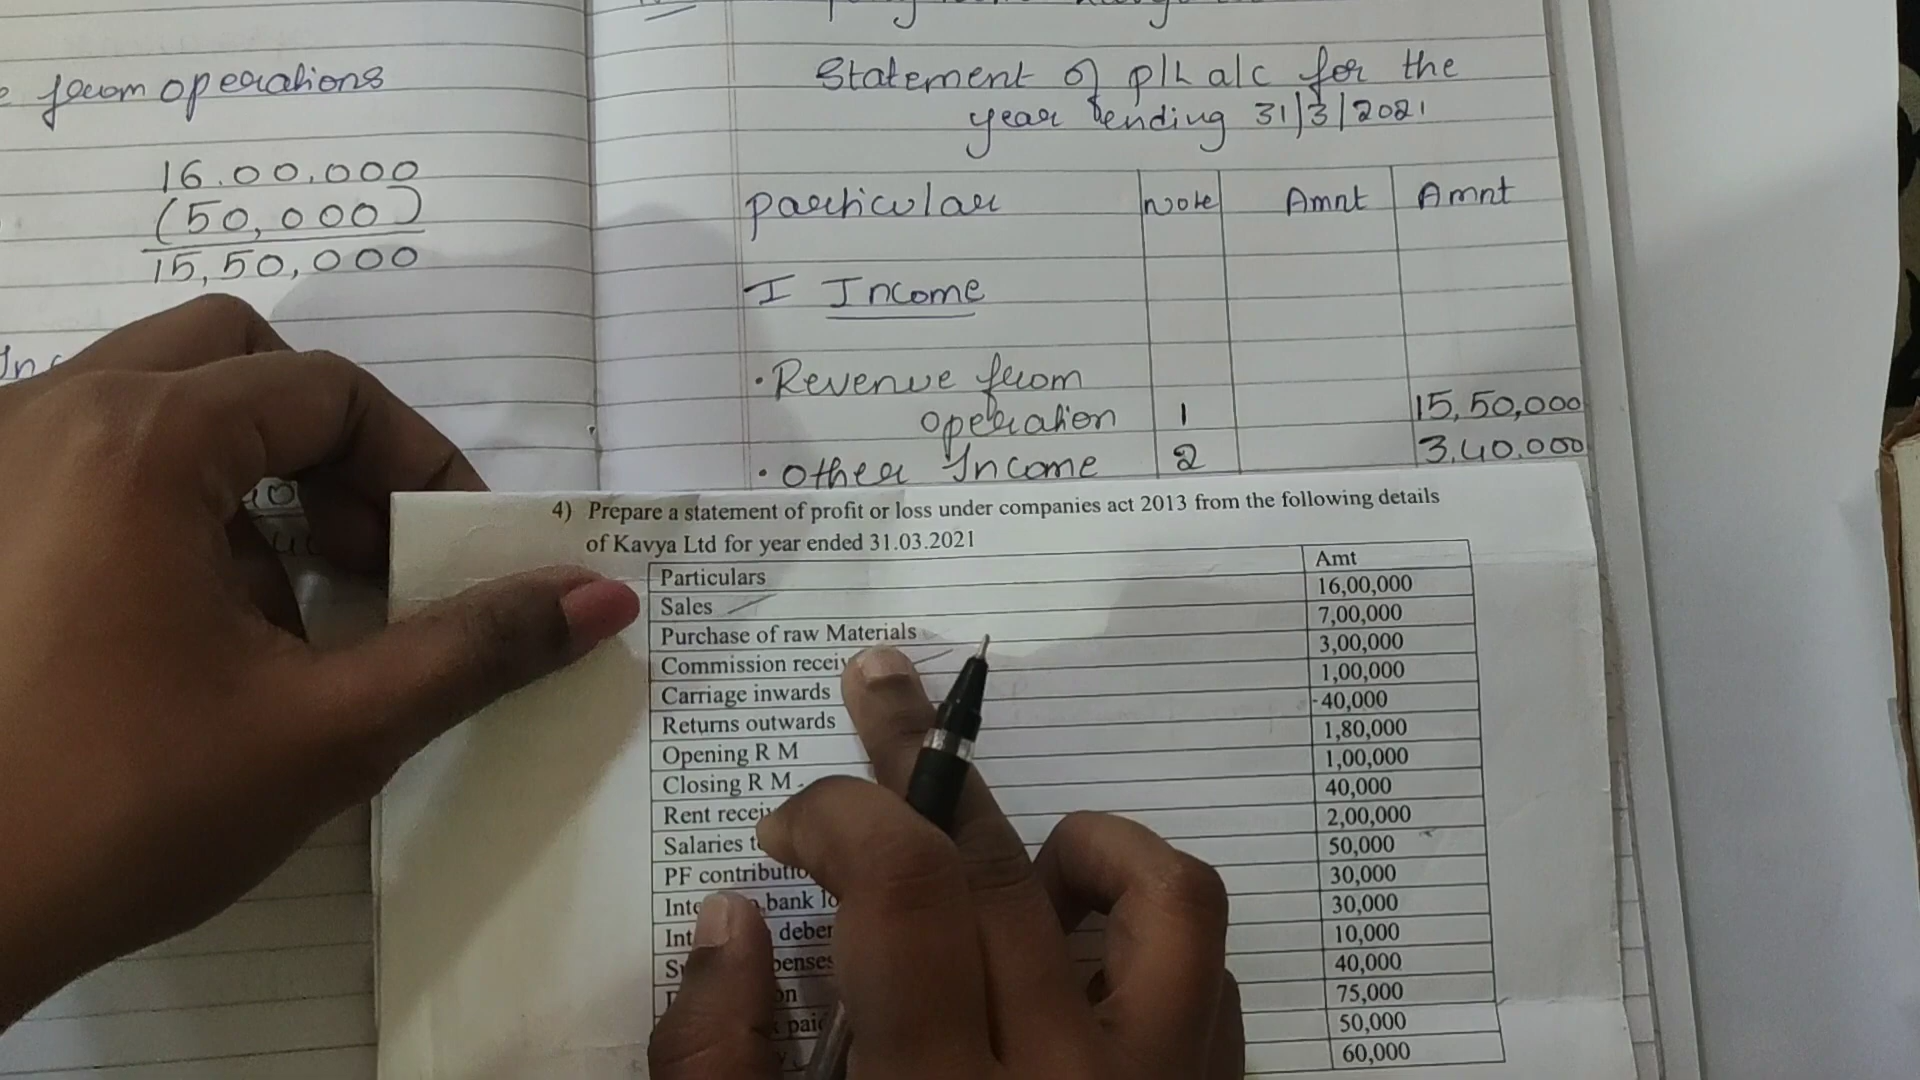 from operations
16.00.000
(50,000)
15,50,000
Statement of p/L a/c for the
year ending 31/3/2021
particular Note Amnt Amnt
I Income
· Revenue from
operation 1 15,50,000
· Other Income 2 3,40.000
4) Prepare a statement of profit or loss under companies act 2013 from the following details
of Kavya Ltd for year ended 31.03.2021
Particulars Amt
Sales 16,00,000
Purchase of raw Materials 7,00,000
Commission 3,00,000
Carriage inwards 1,00,000
Returns outwards 40,000
Opening R M 1,80,000
Closing R M 1,00,000
Rent 40,000
Salaries 2,00,000
PF 50,000
bank 30,000
30,000
10,000
40,000
75,000
50,000
60,000